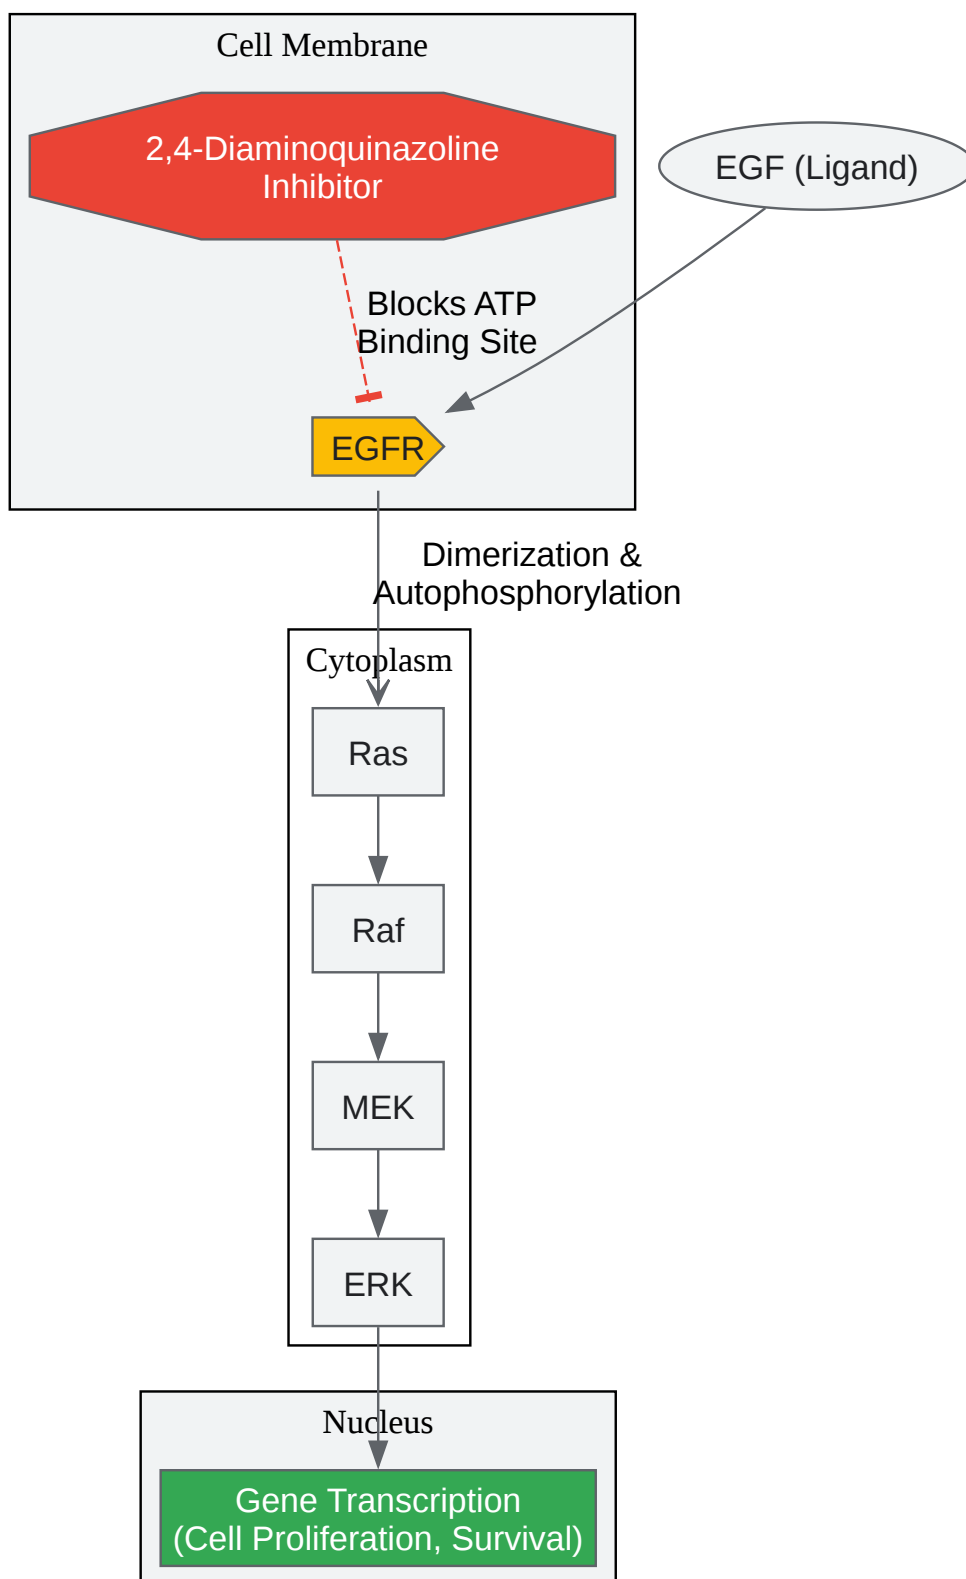 Cell Membrane
2,4-Diaminoquinazoline
Inhibitor
EGF (Ligand)
Blocks ATP
Binding Site
EGFR
Dimerization &
Autophosphorylation
Cytoplasm
Ras
Raf
MEK
ERK
Nucleus
Gene Transcription
(Cell Proliferation, Survival)